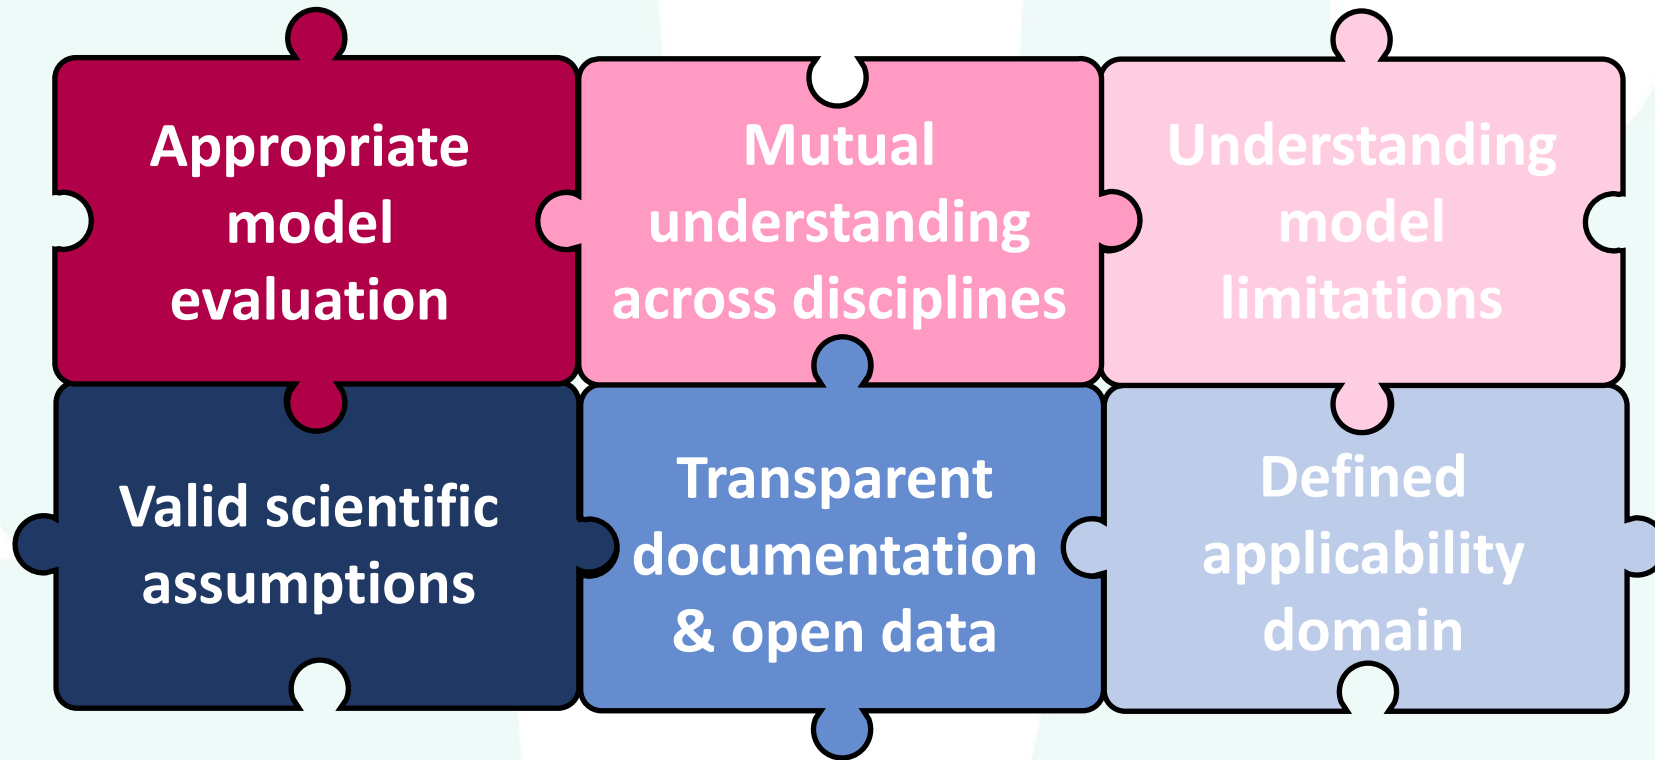 Appropriate
model
evaluation
Mutual
understanding
across disciplines
Understanding
model
limitations
Valid scientific
assumptions
Transparent
documentation
& open data
Defined
applicability
domain